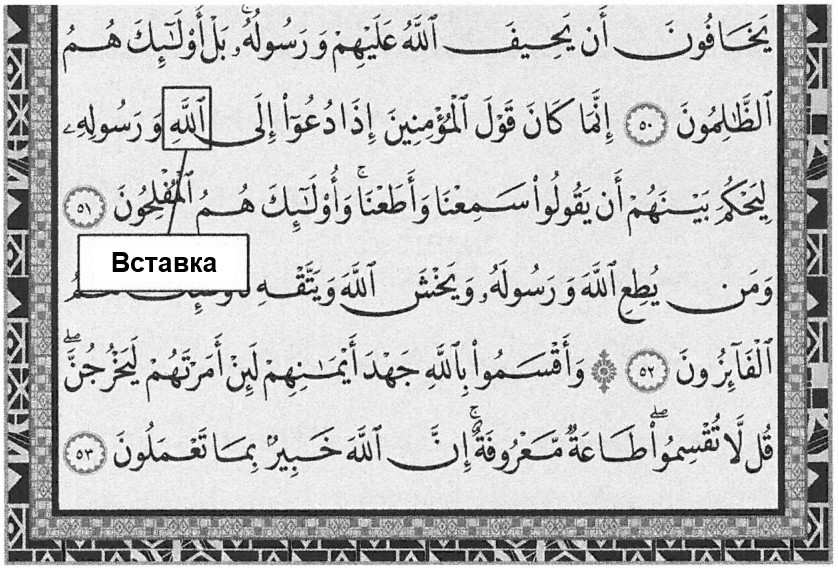 يَخَافُونَ أَن يَحِيفَ ٱللَّهُ عَلَيْهِمْ وَرَسُولُهُۥۚ بَلْ أُو۟لَٰٓئِكَ هُمُ
ٱلظَّٰلِمُونَ ٥٠ إِنَّمَا كَانَ قَوْلَ ٱلْمُؤْمِنِينَ إِذَا دُعُوٓا۟ إِلَى ٱللَّهِ وَرَسُولِهِۦ
لِيَحْكُمَ بَيْنَهُمْ أَن يَقُولُوا۟ سَمِعْنَا وَأَطَعْنَاۚ وَأُو۟لَٰٓئِكَ هُمُ ٱلْمُفْلِحُونَ ٥١
Вставка
وَمَن يُطِعِ ٱللَّهَ وَرَسُولَهُۥ وَيَخْشَ ٱللَّهَ وَيَتَّقْهِ
ٱلْفَآئِزُونَ ٥٢ ۞ وَأَقْسَمُوا۟ بِٱللَّهِ جَهْدَ أَيْمَٰنِهِمْ لَئِنْ أَمَرْتَهُمْ لَيَخْرُجُنَّۖ
قُل لَّا تُقْسِمُوا۟ۖ طَاعَةٌ مَّعْرُوفَةٌۚ إِنَّ ٱللَّهَ خَبِيرٌۢ بِمَا تَعْمَلُونَ ٥٣